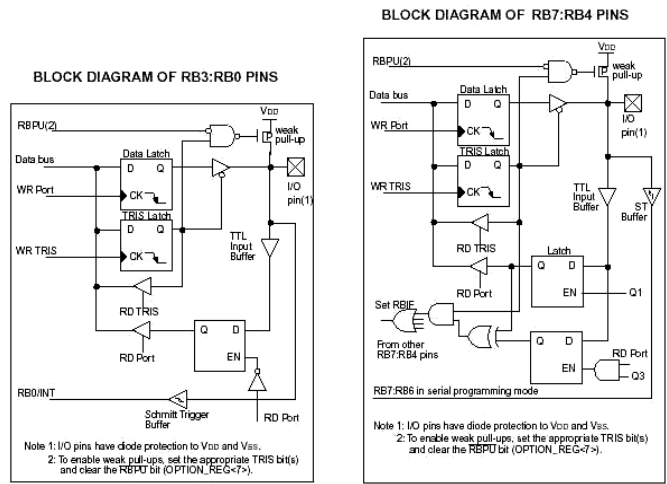 BLOCK DIAGRAM OF RB3:RB0 PINS
RBPU(2)
VDD
weak
pull-up
Data bus
Data Latch
D Q
WR Port
CK
I/O
pin(1)
TRIS Latch
D Q
WR TRIS
CK
TTL
Input
Buffer
RD TRIS
Q D
RD Port
EN
RB0/INT
Schmitt Trigger
Buffer
RD Port
Note 1: I/O pins have diode protection to VDD and VSS.
2: To enable weak pull-ups, set the appropriate TRIS bit(s)
and clear the RBPU bit (OPTION_REG<7>).
BLOCK DIAGRAM OF RB7:RB4 PINS
VDD
RBPU(2)
weak
pull-up
Data bus
Data Latch
D Q
WR Port
CK
I/O
pin(1)
TRIS Latch
D Q
WR TRIS
CK
TTL
Input
Buffer
ST
Buffer
RD TRIS
Latch
Q D
RD Port
EN
Q1
Set RBIF
From other
RB7:RB4 pins
Q D
RD Port
EN
Q3
RB7:RB6 in serial programming mode
Note 1: I/O pins have diode protection to VDD and VSS.
2: To enable weak pull-ups, set the appropriate TRIS bit(s)
and clear the RBPU bit (OPTION_REG<7>).